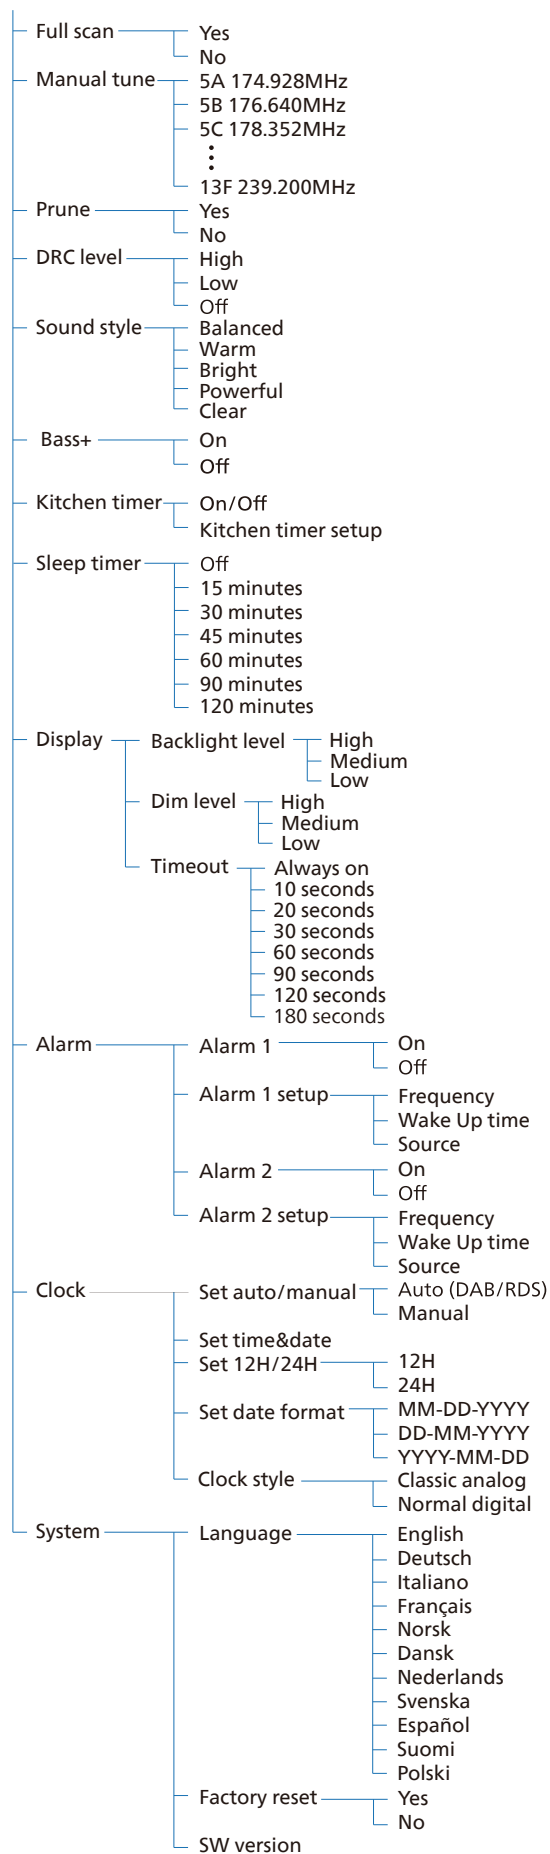 Full scan
Yes
No
Manual tune
5A 174.928MHz
5B 176.640MHz
5C 178.352MHz
⋮
13F 239.200MHz
Prune
Yes
No
DRC level
High
Low
Off
Sound style
Balanced
Warm
Bright
Powerful
Clear
Bass+
On
Off
Kitchen timer
On/Off
Kitchen timer setup
Sleep timer
Off
15 minutes
30 minutes
45 minutes
60 minutes
90 minutes
120 minutes
Display
Backlight level
High
Medium
Low
Dim level
High
Medium
Low
Timeout
Always on
10 seconds
20 seconds
30 seconds
60 seconds
90 seconds
120 seconds
180 seconds
Alarm
Alarm 1
On
Off
Alarm 1 setup
Frequency
Wake Up time
Source
Alarm 2
On
Off
Alarm 2 setup
Frequency
Wake Up time
Source
Clock
Set auto/manual
Auto (DAB/RDS)
Manual
Set time&date
Set 12H/24H
12H
24H
Set date format
MM-DD-YYYY
DD-MM-YYYY
YYYY-MM-DD
Clock style
Classic analog
Normal digital
System
Language
English
Deutsch
Italiano
Français
Norsk
Dansk
Nederlands
Svenska
Español
Suomi
Polski
Factory reset
Yes
No
SW version